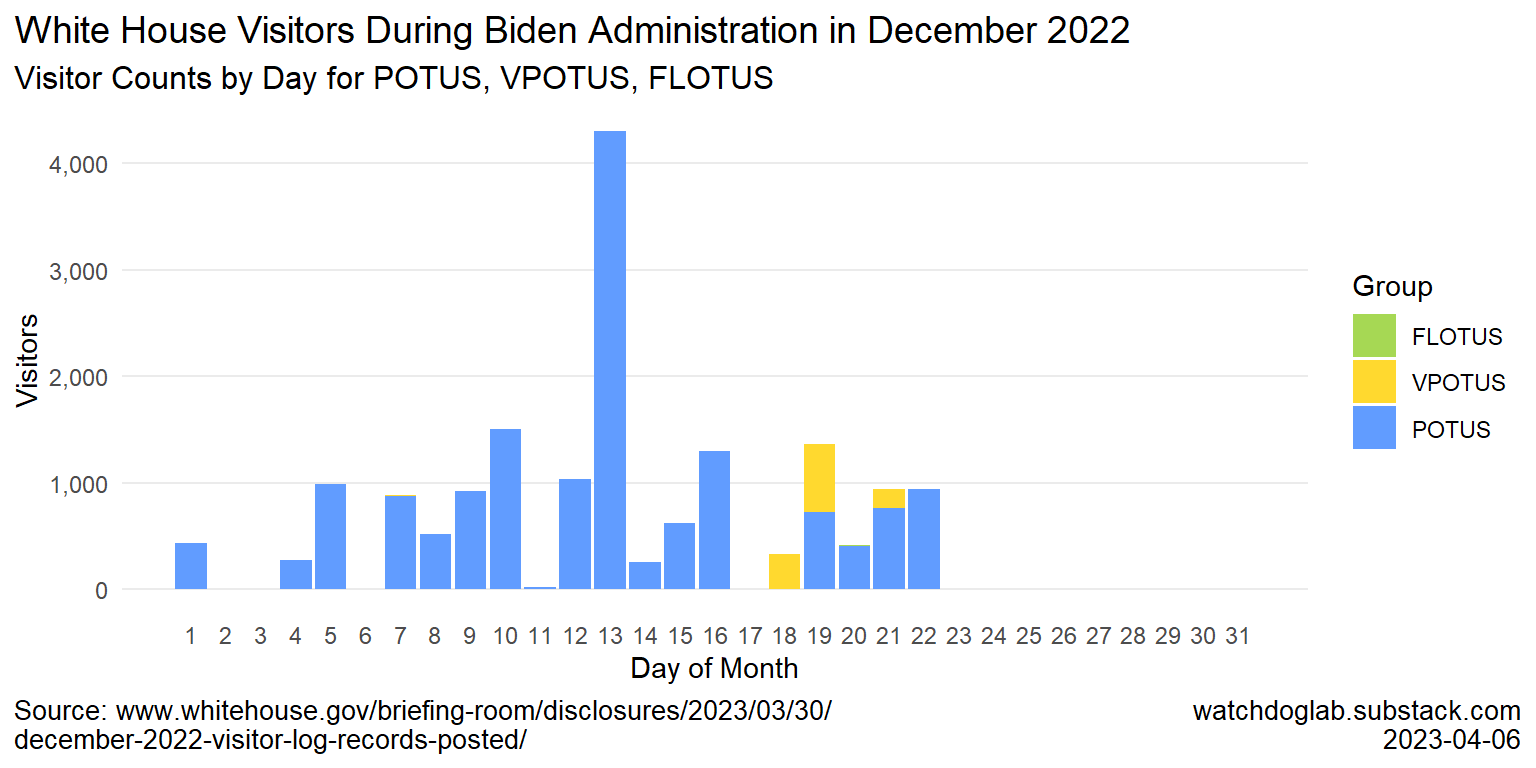 White House Visitors During Biden Administration in December 2022
Visitor Counts by Day for POTUS, VPOTUS, FLOTUS
4,000
3,000
2,000
1,000
0
Visitors
1 2 3 4 5 6 7 8 9 10 11 12 13 14 15 16 17 18 19 20 21 22 23 24 25 26 27 28 29 30 31
Day of Month
Group
FLOTUS
VPOTUS
POTUS
Source: www.whitehouse.gov/briefing-room/disclosures/2023/03/30/
december-2022-visitor-log-records-posted/
watchdoglab.substack.com
2023-04-06